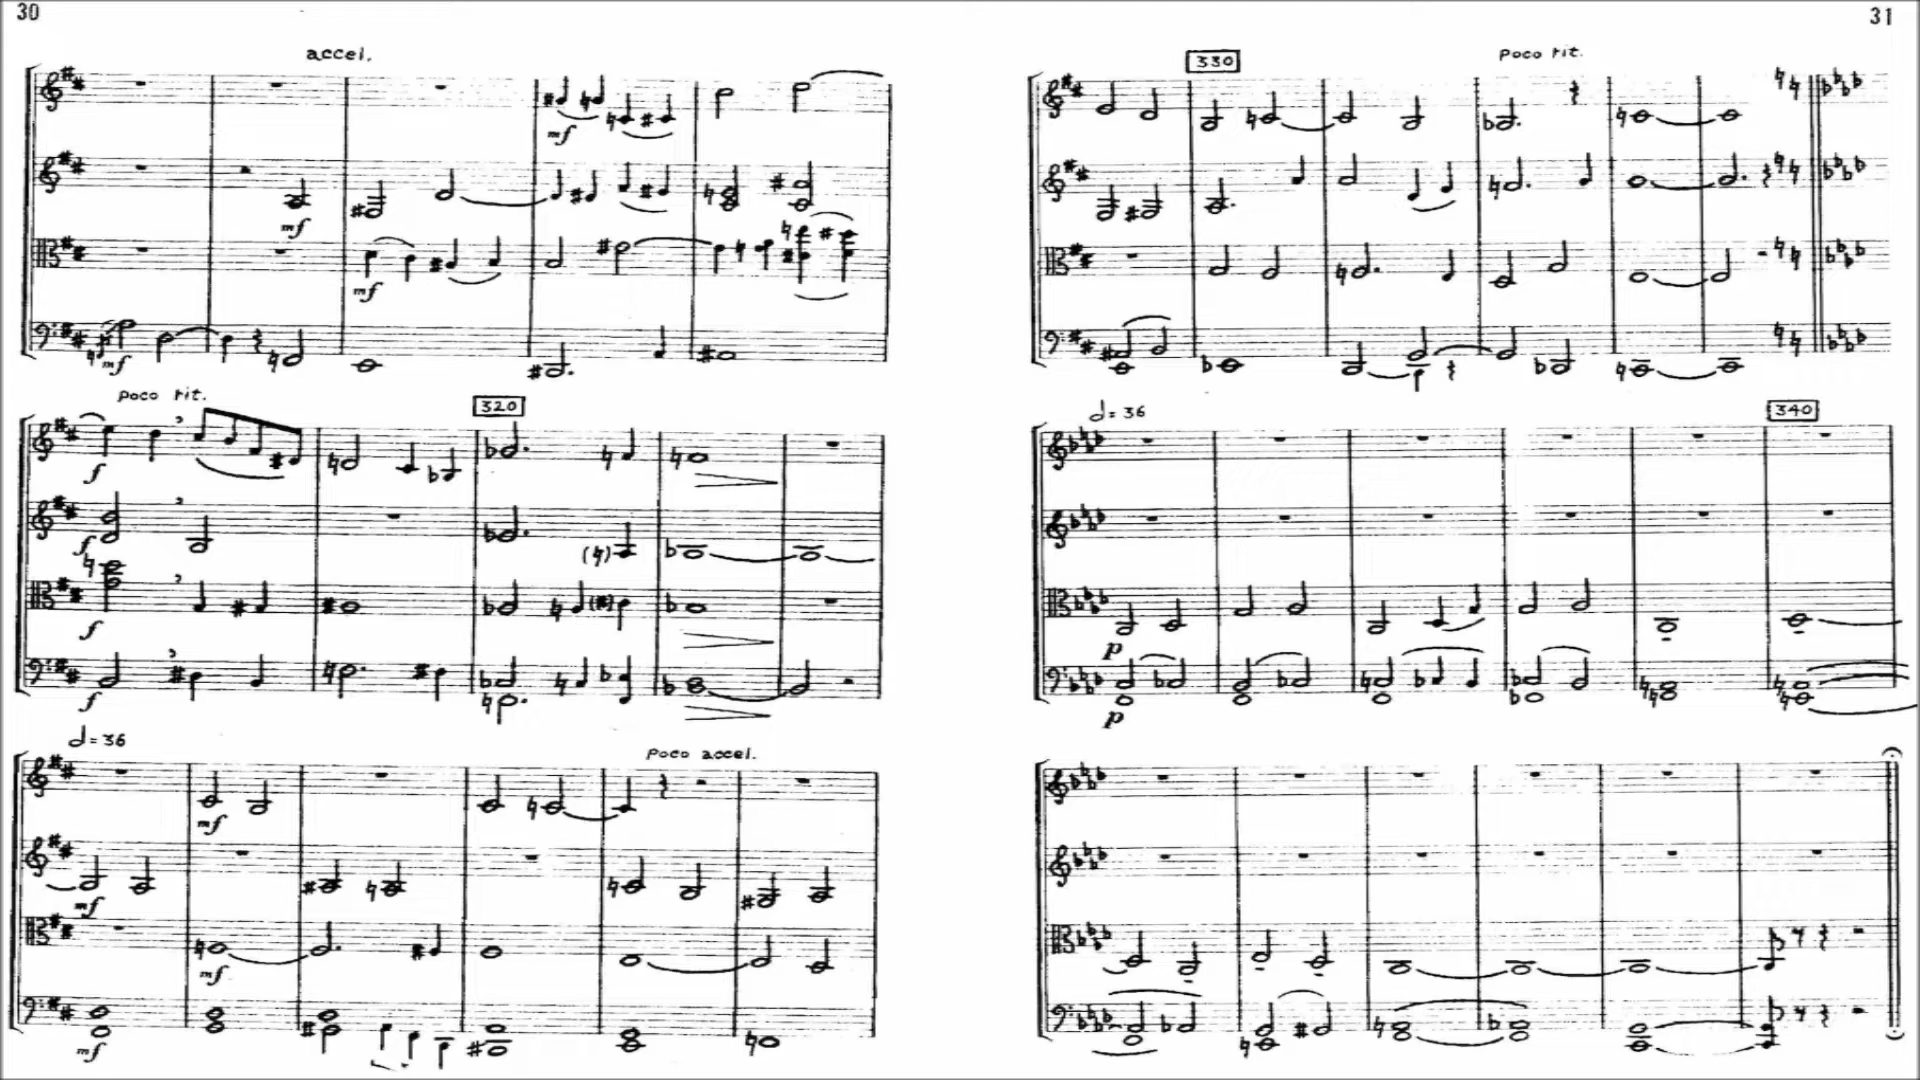 30
accel.
mf
mf
mf
mf
poco rit.
320
f
f
f
f
𝅗𝅥 = 36
poco accel.
mf
mf
mf
mf
31
330
poco rit.
𝅗𝅥 = 36
340
p
p